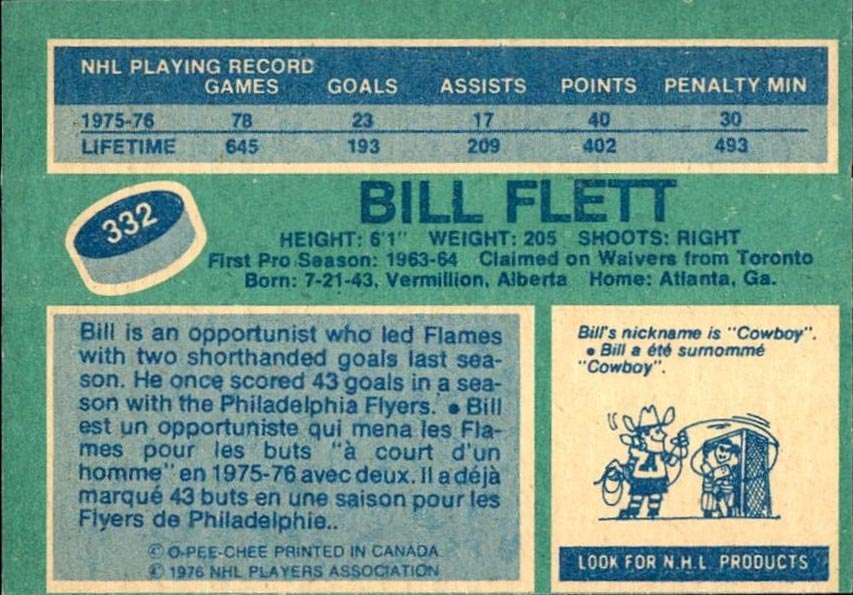 NHL PLAYING RECORD
GAMES GOALS ASSISTS POINTS PENALTY MIN
1975-76 78 23 17 40 30
LIFETIME 645 193 209 402 493
332
BILL FLETT
HEIGHT: 6'1" WEIGHT: 205 SHOOTS: RIGHT
First Pro Season: 1963-64 Claimed on Waivers from Toronto
Born: 7-21-43, Vermillion, Alberta Home: Atlanta, Ga.
Bill is an opportunist who led Flames
with two shorthanded goals last sea-
son. He once scored 43 goals in a sea-
son with the Philadelphia Flyers. • Bill
est un opportuniste qui mena les Fla-
mes pour les buts "à court d'un
homme" en 1975-76 avec deux. Il a déjà
marqué 43 buts en une saison pour les
Flyers de Philadelphie..
© O-PEE-CHEE PRINTED IN CANADA
© 1976 NHL PLAYERS ASSOCIATION
Bill's nickname is "Cowboy".
• Bill a été surnommé
"Cowboy".
A
LOOK FOR N.H.L PRODUCTS